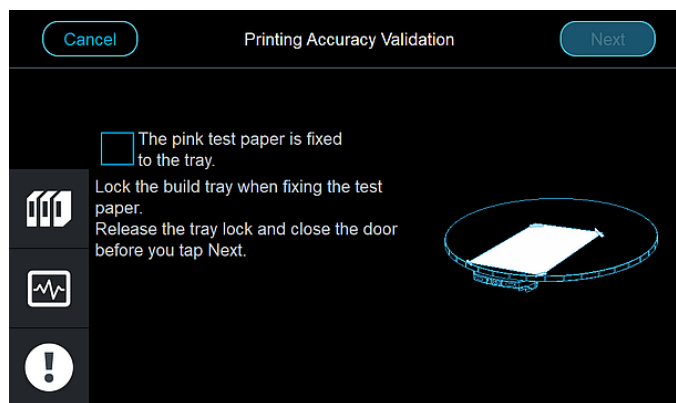 Cancel
Printing Accuracy Validation
Next
The pink test paper is fixed
to the tray.
Lock the build tray when fixing the test
paper.
Release the tray lock and close the door
before you tap Next.